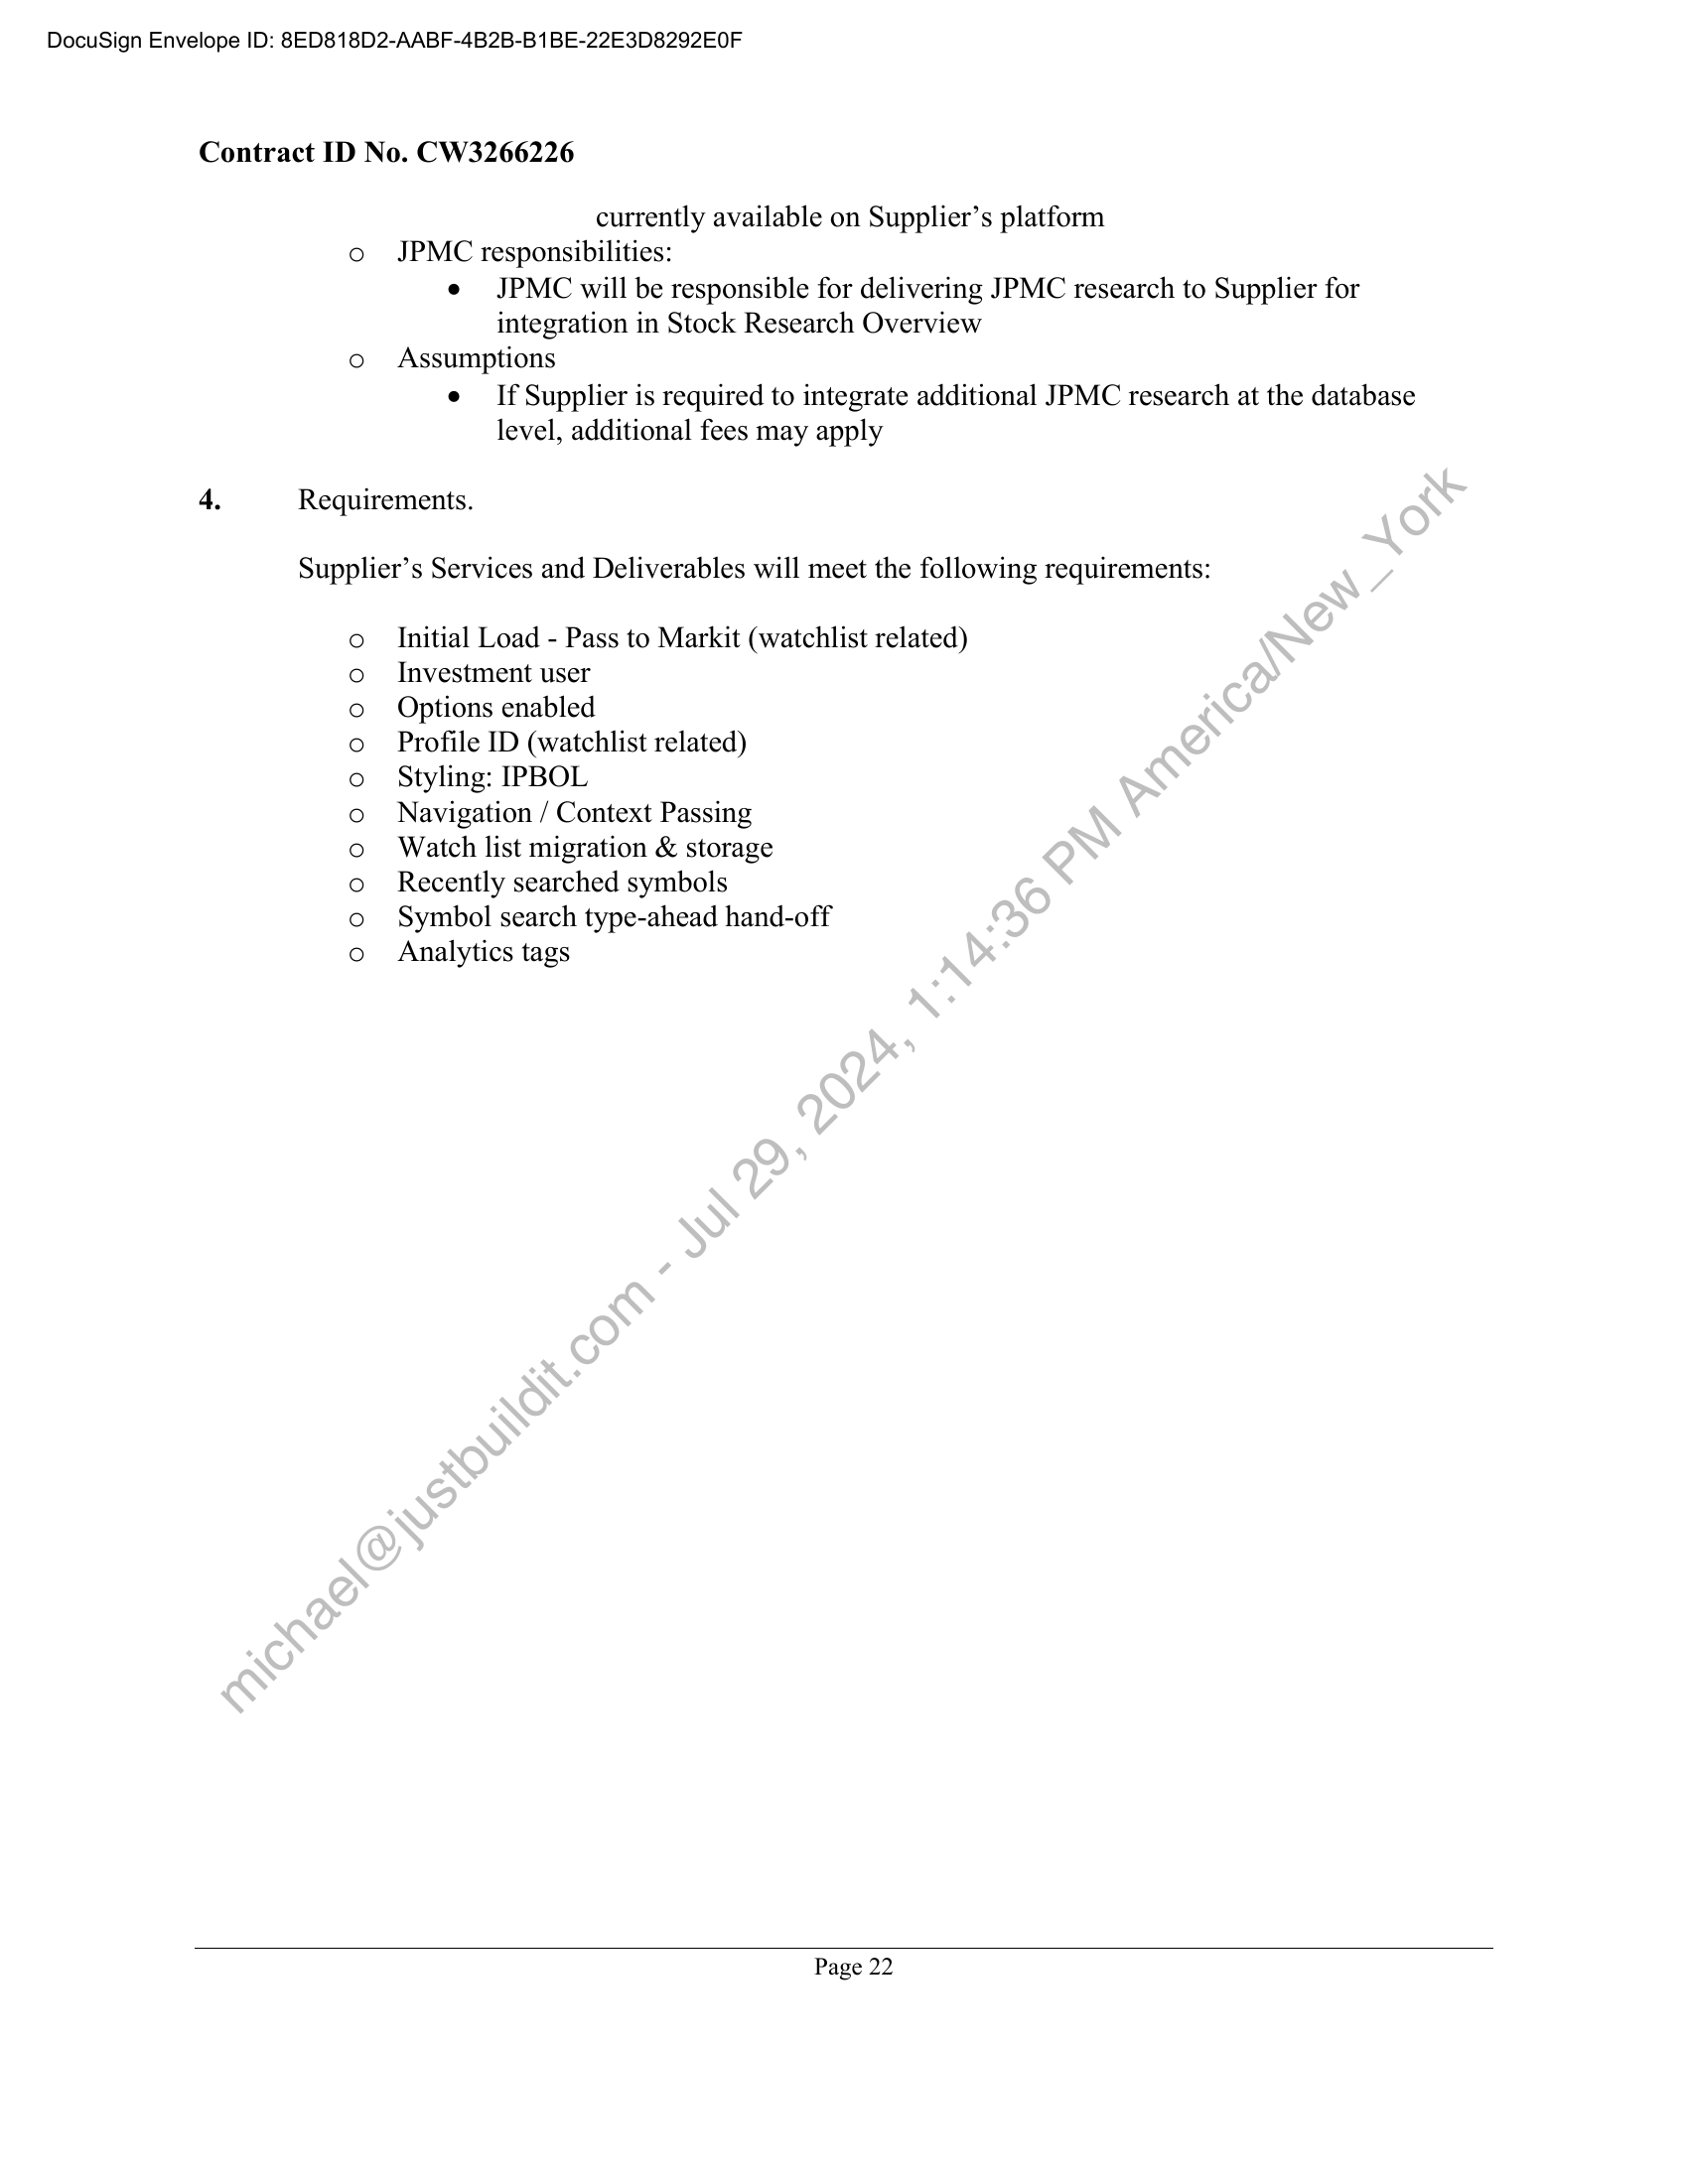 DocuSign Envelope ID: 8ED818D2-AABF-4B2B-B1BE-22E3D8292E0F
Contract ID No. CW3266226
currently available on Supplier’s platform
o JPMC responsibilities:
• JPMC will be responsible for delivering JPMC research to Supplier for
integration in Stock Research Overview
o Assumptions
• If Supplier is required to integrate additional JPMC research at the database
level, additional fees may apply
4. Requirements.
Supplier’s Services and Deliverables will meet the following requirements:
o Initial Load - Pass to Markit (watchlist related)
o Investment user
o Options enabled
o Profile ID (watchlist related)
o Styling: IPBOL
o Navigation / Context Passing
o Watch list migration & storage
o Recently searched symbols
o Symbol search type-ahead hand-off
o Analytics tags
michael@justbuildit.com - Jul 29, 2024, 1:14:36 PM America/New_York
Page 22